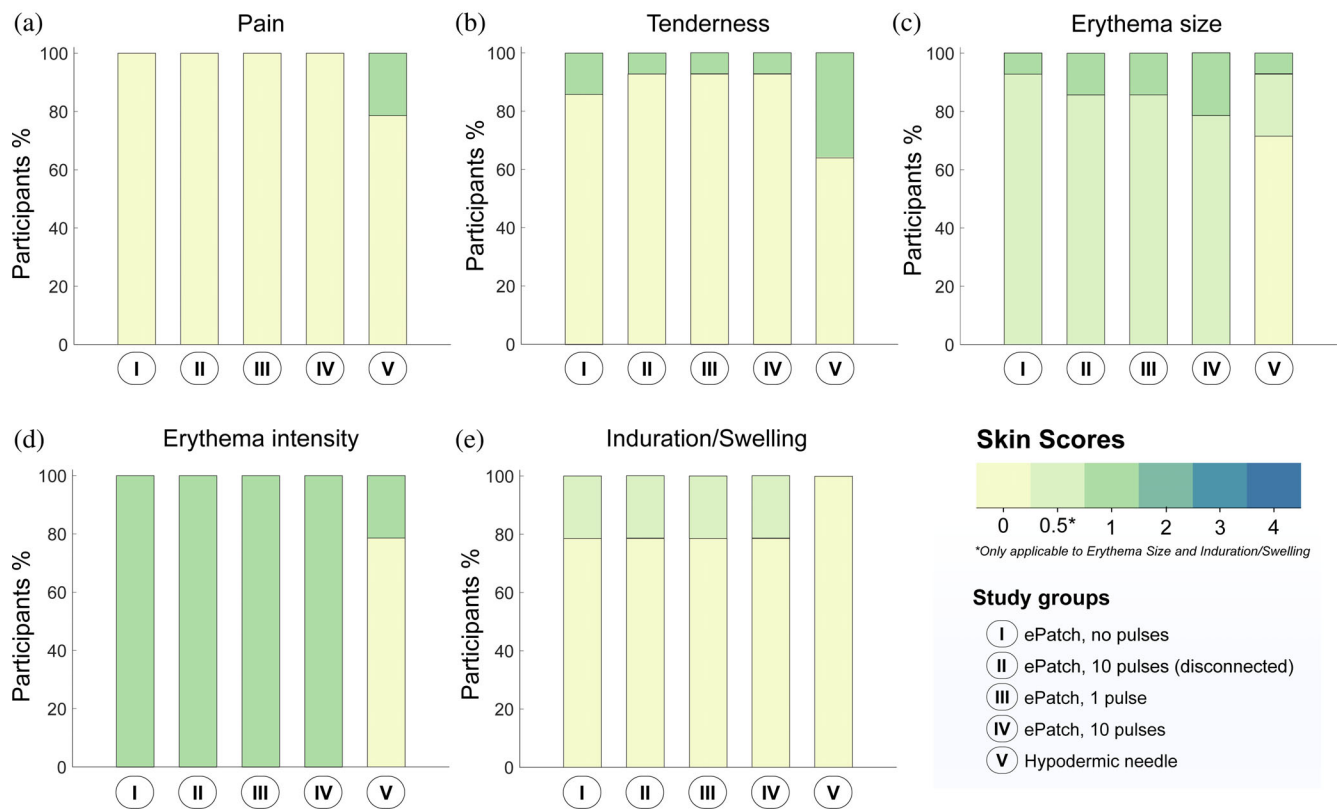 (a) Pain
100
80
60
40
20
0
Participants %
I II III IV V
(b) Tenderness
100
80
60
40
20
0
Participants %
I II III IV V
(c) Erythema size
100
80
60
40
20
0
Participants %
I II III IV V
(d) Erythema intensity
100
80
60
40
20
0
Participants %
I II III IV V
(e) Induration/Swelling
100
80
60
40
20
0
Participants %
I II III IV V
Skin Scores
0 0.5* 1 2 3 4
*Only applicable to Erythema Size and Induration/Swelling
Study groups
I ePatch, no pulses
II ePatch, 10 pulses (disconnected)
III ePatch, 1 pulse
IV ePatch, 10 pulses
V Hypodermic needle